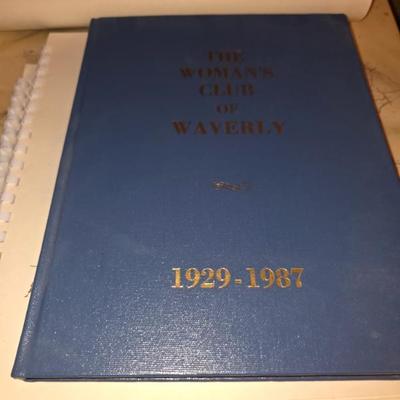 THE
WOMAN'S
CLUB
OF
WAVERLY
1929-1987